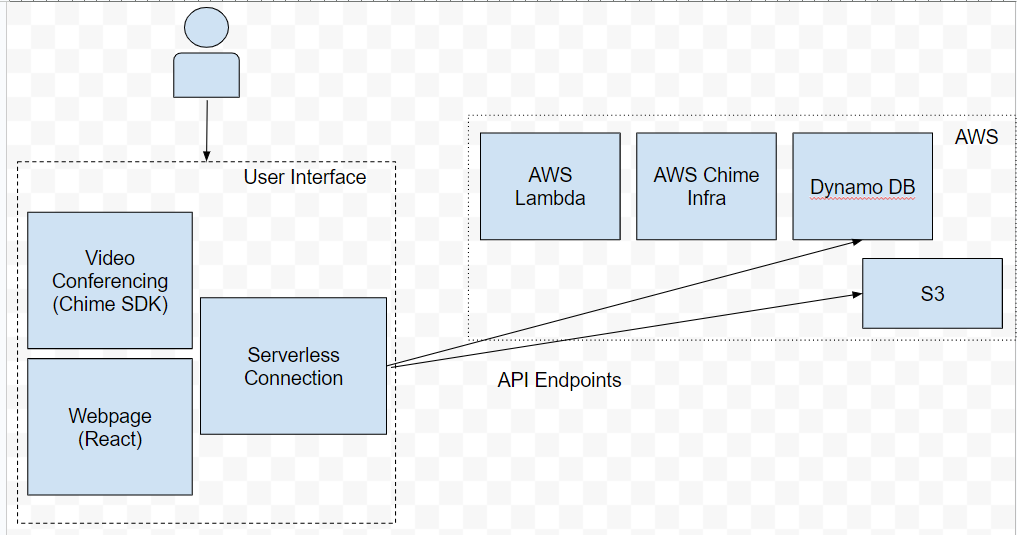 User Interface
Video
Conferencing
(Chime SDK)
Serverless
Connection
Webpage
(React)
AWS
AWS
Lambda
AWS Chime
Infra
Dynamo DB
S3
API Endpoints